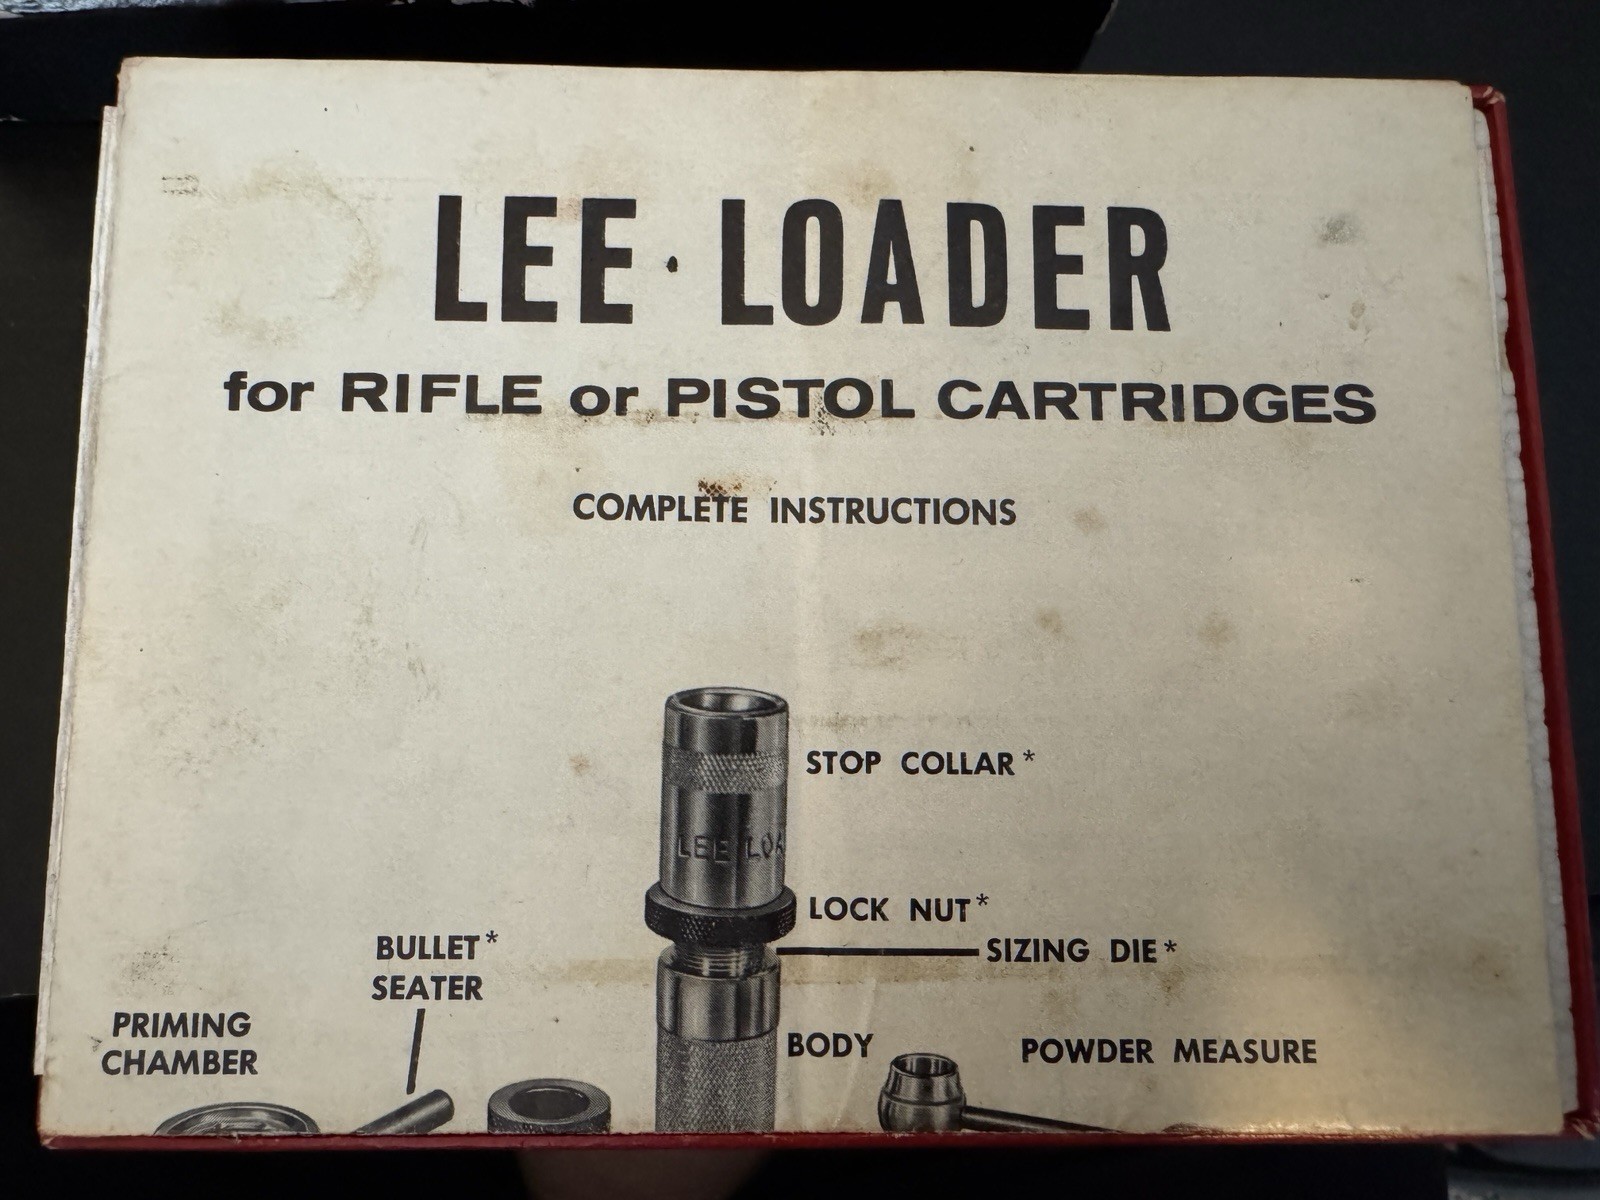 LEE · LOADER
for RIFLE or PISTOL CARTRIDGES
COMPLETE INSTRUCTIONS
STOP COLLAR*
LEE LOA
LOCK NUT*
SIZING DIE*
BULLET*
SEATER
PRIMING
CHAMBER
BODY
POWDER MEASURE